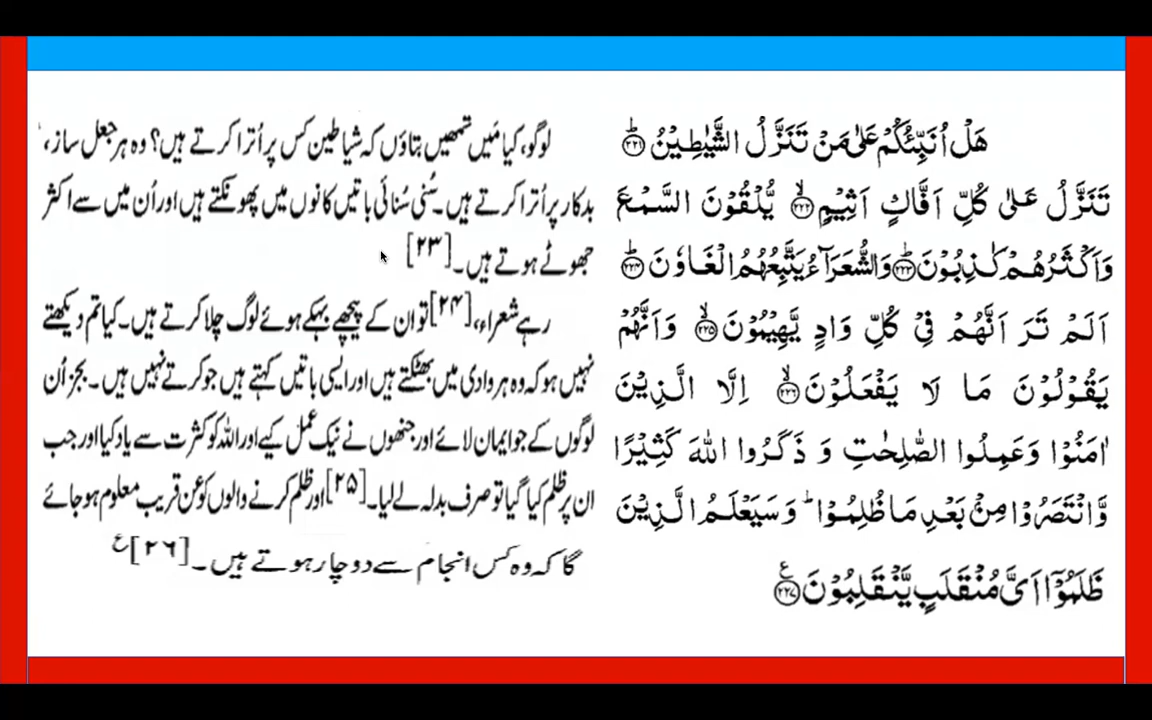 هَلْ اُنَبِّئُكُمْ عَلٰی مَنْ تَنَزَّلُ الشَّیٰطِیْنُ ﴿۲۲۱﴾ؕ
تَنَزَّلُ عَلٰی کُلِّ اَفَّاكٍ اَثِیْمٍ ﴿۲۲۲﴾ۙ یُّلْقُوْنَ السَّمْعَ
وَاَکْثَرُهُمْ کٰذِبُوْنَ ﴿۲۲۳﴾ؕ وَالشُّعَرَآءُ یَتَّبِعُهُمُ الْغَاوٗنَ ﴿۲۲۴﴾ؕ
اَلَمْ تَرَ اَنَّهُمْ فِیْ کُلِّ وَادٍ یَّهِیْمُوْنَ ﴿۲۲۵﴾ۙ وَاَنَّهُمْ
یَقُوْلُوْنَ مَا لَا یَفْعَلُوْنَ ﴿۲۲۶﴾ۙ اِلَّا الَّذِیْنَ
اٰمَنُوْا وَعَمِلُوا الصّٰلِحٰتِ وَ ذَکَرُوا اللّٰهَ کَثِیْرًا
وَّانْتَصَرُوْا مِنْۢ بَعْدِ مَا ظُلِمُوْا ؕ وَسَیَعْلَمُ الَّذِیْنَ
ظَلَمُوْۤا اَیَّ مُنْقَلَبٍ یَّنْقَلِبُوْنَ ﴿۲۲۷﴾ع
لوگو، کیا مَیں تمھیں بتاؤں کہ شیاطین کس پر اُترا کرتے ہیں؟ وہ ہر جعل ساز،
بدکار پر اُترا کرتے ہیں۔ سُنی سُنائی باتیں کانوں میں پھونکتے ہیں اور اُن میں سے اکثر
جھوٹے ہوتے ہیں۔[۲۳]
رہے شعراء،[۲۴] تو ان کے پیچھے بہکے ہوئے لوگ چلا کرتے ہیں۔ کیا تم دیکھتے
نہیں ہو کہ وہ ہر وادی میں بھٹکتے ہیں اور ایسی باتیں کہتے ہیں جو کرتے نہیں ہیں۔ بجز اُن
لوگوں کے جو ایمان لائے اور جنھوں نے نیک عمل کیے اور اللہ کو کثرت سے یاد کیا اور جب
ان پر ظلم کیا گیا تو صرف بدلہ لے لیا۔[۲۵] اور ظلم کرنے والوں کو عن قریب معلوم ہو جائے
گا کہ وہ کس انجام سے دوچار ہوتے ہیں۔[۲۶]ع